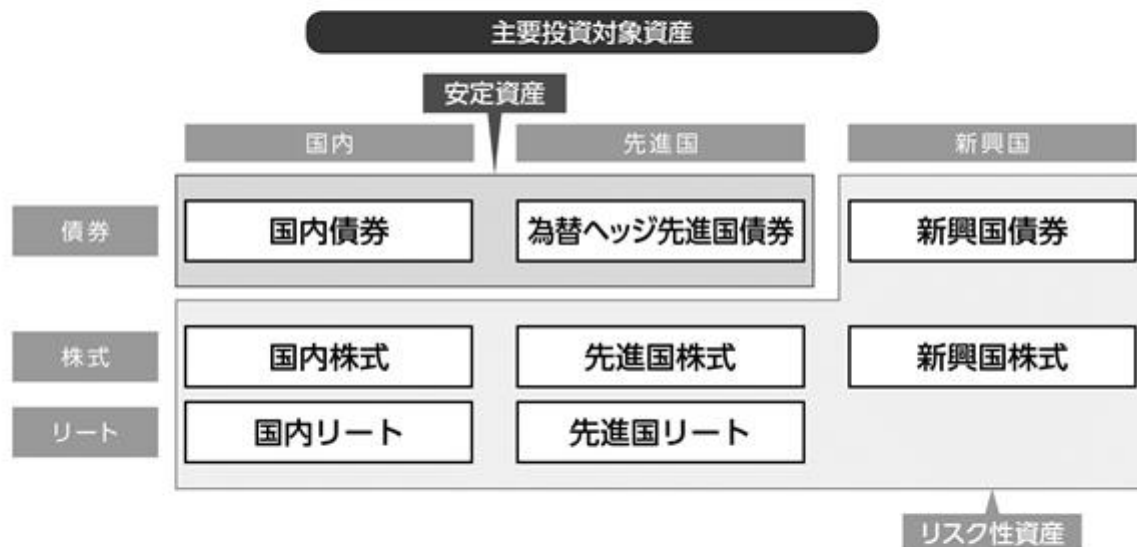 主要投資対象資産
安定資産
国内 先進国 新興国
債券 国内債券 為替ヘッジ先進国債券 新興国債券
株式 国内株式 先進国株式 新興国株式
リート 国内リート 先進国リート
リスク性資産